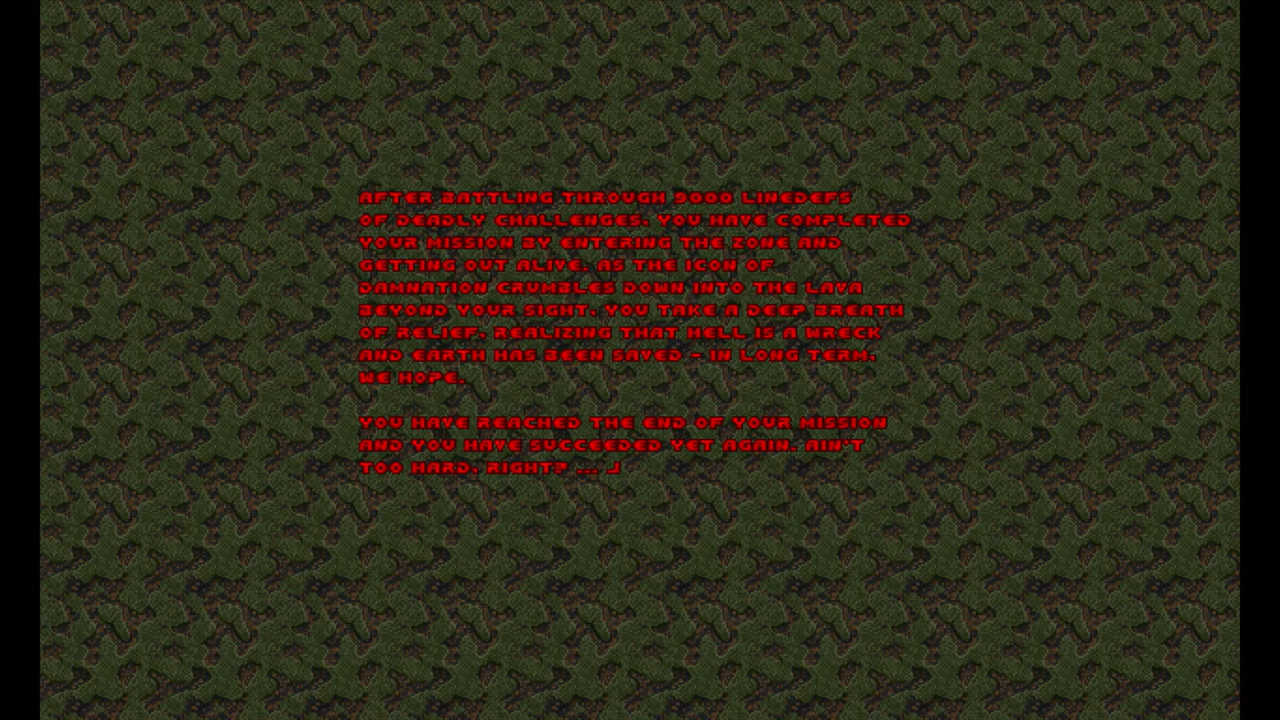 AFTER BATTLING THROUGH 9000 LINEDEFS
OF DEADLY CHALLENGES, YOU HAVE COMPLETED
YOUR MISSION BY ENTERING THE ZONE AND
GETTING OUT ALIVE. AS THE ICON OF
DAMNATION CRUMBLES DOWN INTO THE LAVA
BEYOND YOUR SIGHT, YOU TAKE A DEEP BREATH
OF RELIEF, REALIZING THAT HELL IS A WRECK
AND EARTH HAS BEEN SAVED - IN LONG TERM,
WE HOPE.
YOU HAVE REACHED THE END OF YOUR MISSION
AND YOU HAVE SUCCEEDED YET AGAIN. AIN'T
TOO HARD, RIGHT? ... J